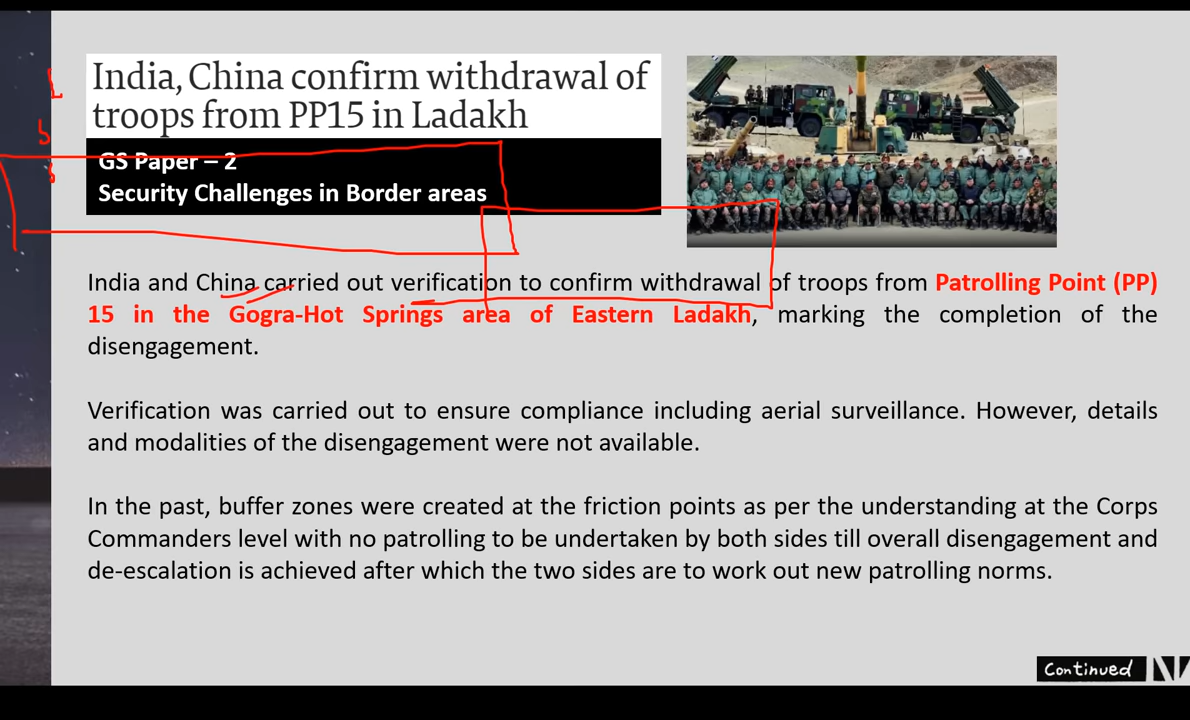 India, China confirm withdrawal of
troops from PP15 in Ladakh
GS Paper – 2
Security Challenges in Border areas
India and China carried out verification to confirm withdrawal of troops from Patrolling Point (PP)
15 in the Gogra-Hot Springs area of Eastern Ladakh, marking the completion of the
disengagement.
Verification was carried out to ensure compliance including aerial surveillance. However, details
and modalities of the disengagement were not available.
In the past, buffer zones were created at the friction points as per the understanding at the Corps
Commanders level with no patrolling to be undertaken by both sides till overall disengagement and
de-escalation is achieved after which the two sides are to work out new patrolling norms.
Continued